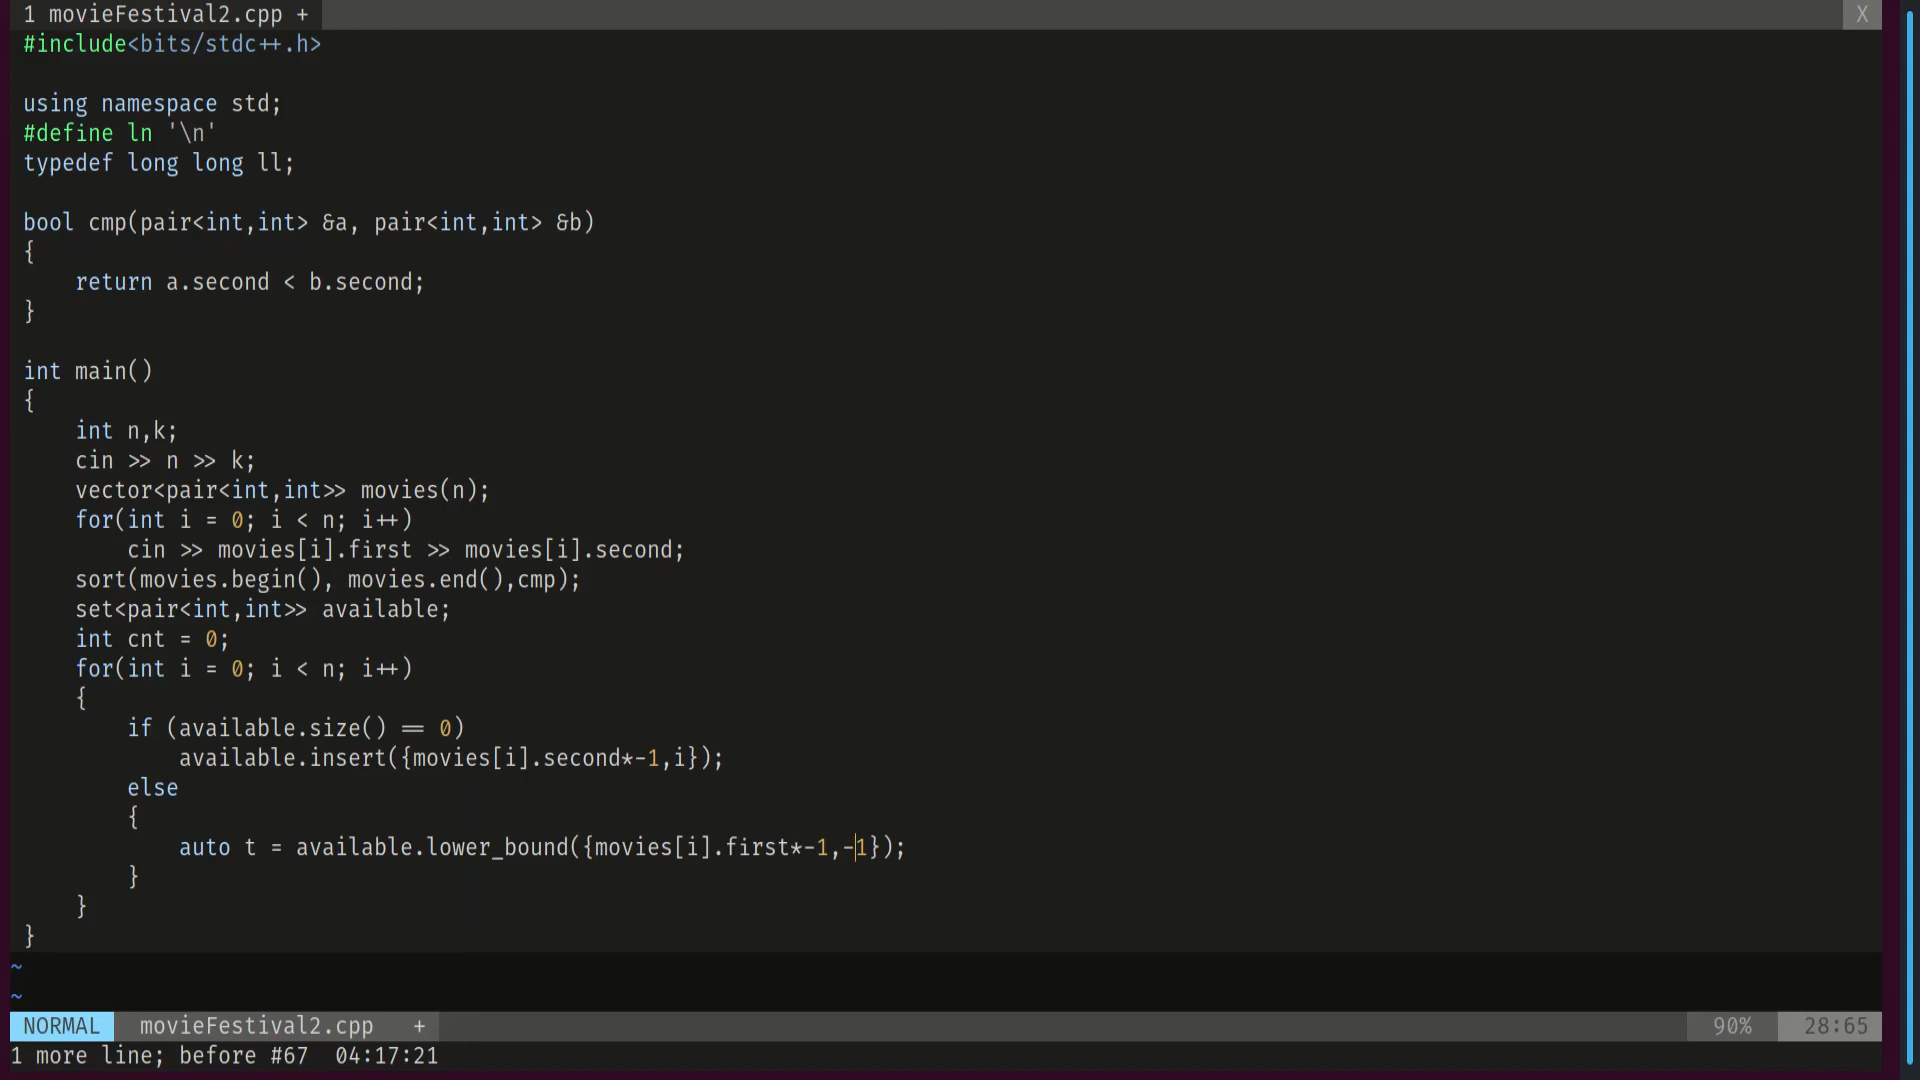 1 movieFestival2.cpp + X
#include<bits/stdc++.h>
using namespace std;
#define ln '\n'
typedef long long ll;
bool cmp(pair<int,int> &a, pair<int,int> &b)
{
    return a.second < b.second;
}
int main()
{
    int n,k;
    cin >> n >> k;
    vector<pair<int,int>> movies(n);
    for(int i = 0; i < n; i++)
        cin >> movies[i].first >> movies[i].second;
    sort(movies.begin(), movies.end(),cmp);
    set<pair<int,int>> available;
    int cnt = 0;
    for(int i = 0; i < n; i++)
    {
        if (available.size() == 0)
            available.insert({movies[i].second*-1,i});
        else
        {
            auto t = available.lower_bound({movies[i].first*-1,-1});
        }
    }
}
~
~
NORMAL movieFestival2.cpp + 90% 28:65
1 more line; before #67 04:17:21